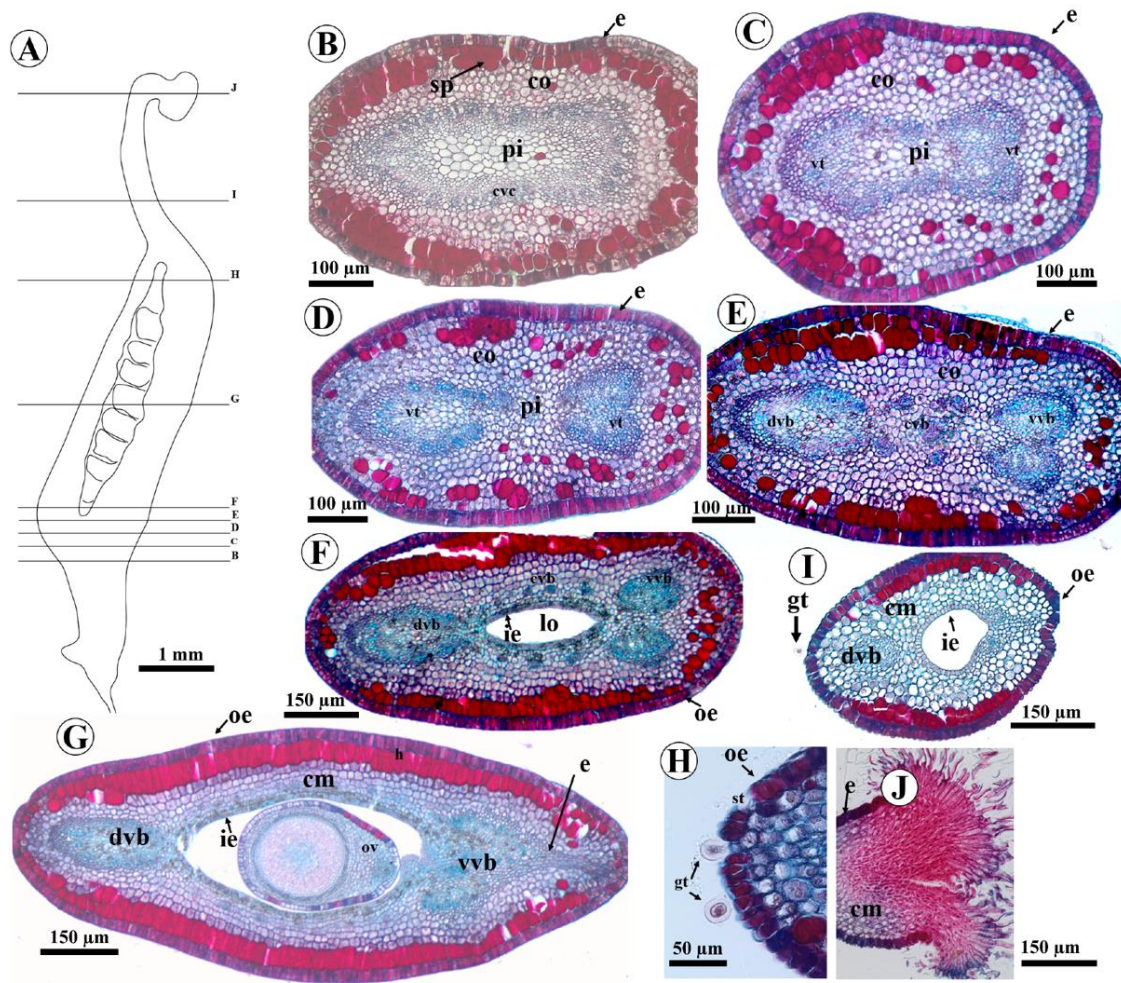 A
J
I
H
G
F
E
D
C
B
1 mm
B
e
sp
co
pi
cvc
100 µm
C
e
co
vt
pi
vt
100 µm
D
e
co
vt
pi
vt
100 µm
E
e
co
dvb
cvb
vvb
100 µm
F
cvb
vvb
dvb
ie
lo
oe
150 µm
I
oe
gt
cm
ie
dvb
150 µm
G
oe
h
cm
e
ie
dvb
ov
vvb
150 µm
H
oe
st
gt
50 µm
J
e
cm
150 µm